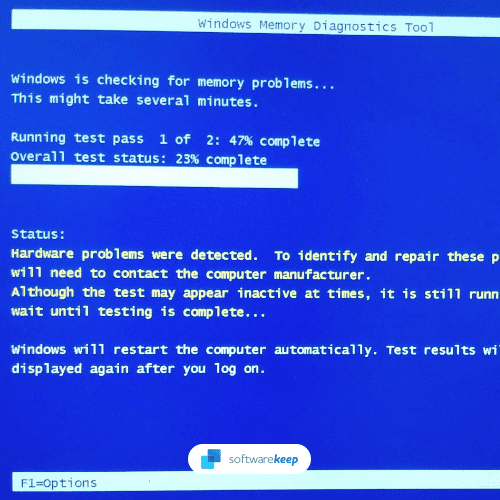 Windows Memory Diagnostics Tool
Windows is checking for memory problems...
This might take several minutes.
Running test pass 1 of 2: 47% complete
Overall test status: 23% complete
Status:
Hardware problems were detected. To identify and repair these p
will need to contact the computer manufacturer.
Although the test may appear inactive at times, it is still runn
wait until testing is complete...
Windows will restart the computer automatically. Test results wi
displayed again after you log on.
softwarekeep
F1=Options